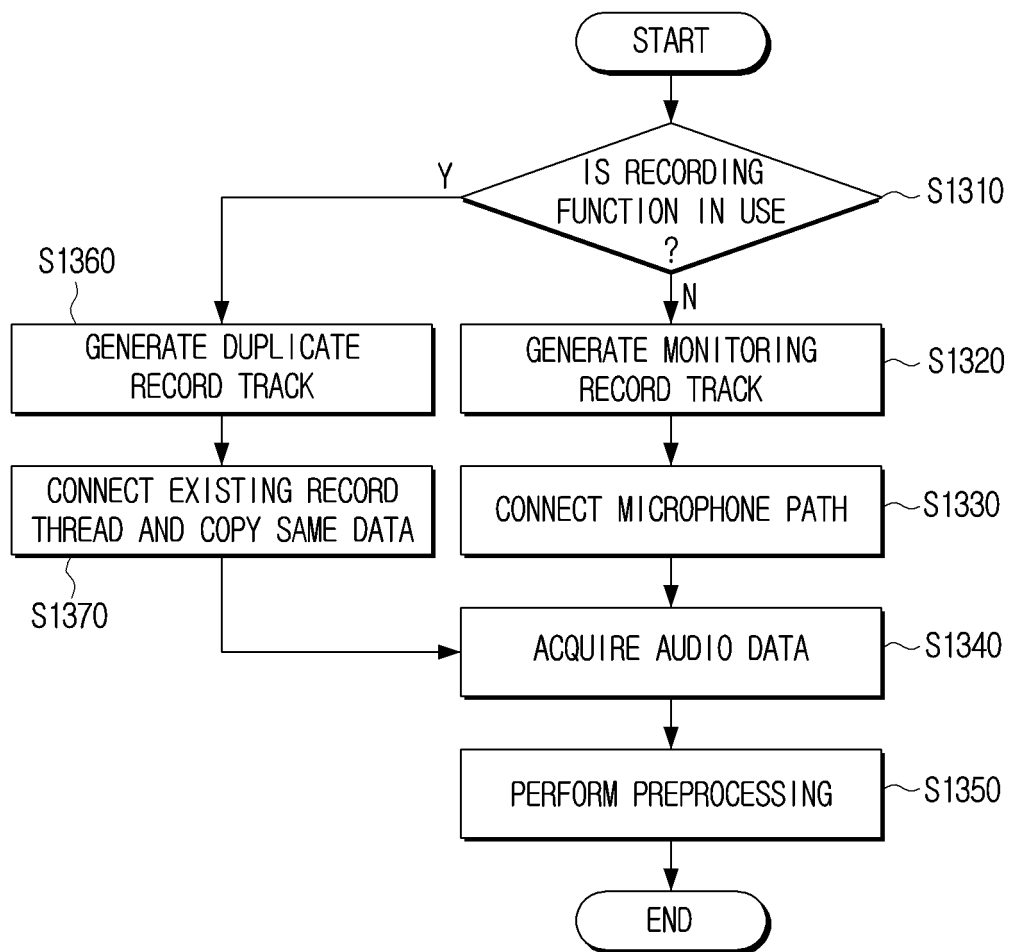 START
IS RECORDING
FUNCTION IN USE
?
S1310
Y
N
S1360
GENERATE DUPLICATE
RECORD TRACK
GENERATE MONITORING
RECORD TRACK
S1320
CONNECT EXISTING RECORD
THREAD AND COPY SAME DATA
S1370
CONNECT MICROPHONE PATH
S1330
ACQUIRE AUDIO DATA
S1340
PERFORM PREPROCESSING
S1350
END